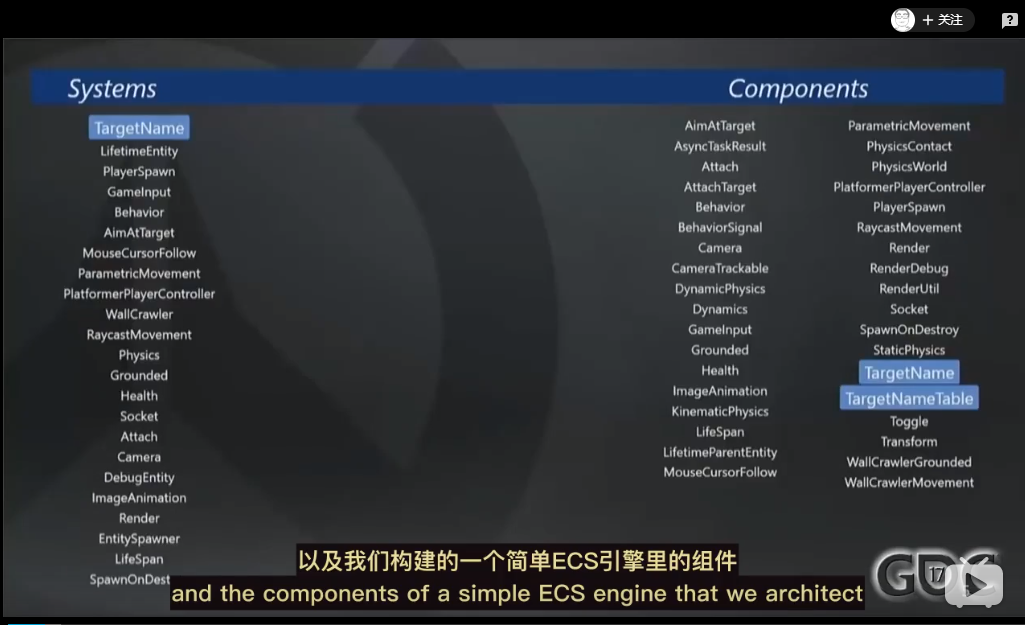 + 关注
?
Systems
Components
TargetName
LifetimeEntity
PlayerSpawn
GameInput
Behavior
AimAtTarget
MouseCursorFollow
ParametricMovement
PlatformerPlayerController
WallCrawler
RaycastMovement
Physics
Grounded
Health
Socket
Attach
Camera
DebugEntity
ImageAnimation
Render
EntitySpawner
LifeSpan
SpawnOnDest
AimAtTarget
AsyncTaskResult
Attach
AttachTarget
Behavior
BehaviorSignal
Camera
CameraTrackable
DynamicPhysics
Dynamics
GameInput
Grounded
Health
ImageAnimation
KinematicPhysics
LifeSpan
LifetimeParentEntity
MouseCursorFollow
ParametricMovement
PhysicsContact
PhysicsWorld
PlatformerPlayerController
PlayerSpawn
RaycastMovement
Render
RenderDebug
RenderUtil
Socket
SpawnOnDestroy
StaticPhysics
TargetName
TargetNameTable
Toggle
Transform
WallCrawlerGrounded
WallCrawlerMovement
以及我们构建的一个简单ECS引擎里的组件
and the components of a simple ECS engine that we architect
GDC
17